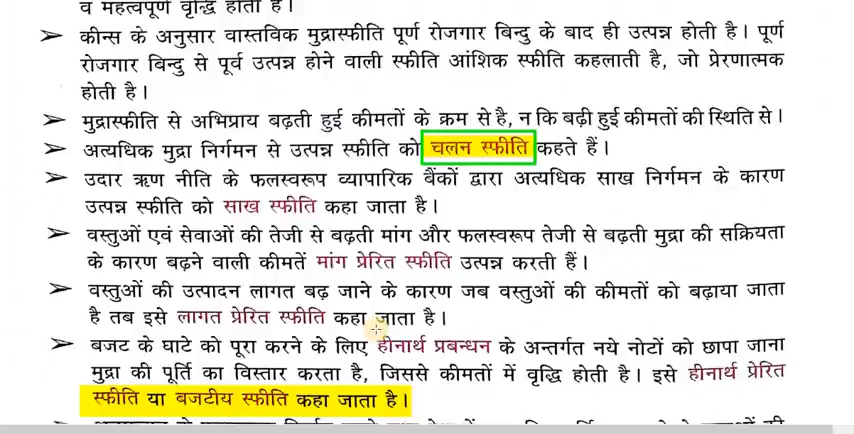 व महत्वपूर्ण वृद्धि होती है।
➤ कीन्स के अनुसार वास्तविक मुद्रास्फीति पूर्ण रोजगार बिन्दु के बाद ही उत्पन्न होती है। पूर्ण
रोजगार बिन्दु से पूर्व उत्पन्न होने वाली स्फीति आंशिक स्फीति कहलाती है, जो प्रेरणात्मक
होती है।
➤ मुद्रास्फीति से अभिप्राय बढ़ती हुई कीमतों के क्रम से है, न कि बढ़ी हुई कीमतों की स्थिति से।
➤ अत्यधिक मुद्रा निर्गमन से उत्पन्न स्फीति को चलन स्फीति कहते हैं।
➤ उदार ऋण नीति के फलस्वरूप व्यापारिक बैंकों द्वारा अत्यधिक साख निर्गमन के कारण
उत्पन्न स्फीति को साख स्फीति कहा जाता है।
➤ वस्तुओं एवं सेवाओं की तेजी से बढ़ती मांग और फलस्वरूप तेजी से बढ़ती मुद्रा की सक्रियता
के कारण बढ़ने वाली कीमतें मांग प्रेरित स्फीति उत्पन्न करती हैं।
➤ वस्तुओं की उत्पादन लागत बढ़ जाने के कारण जब वस्तुओं की कीमतों को बढ़ाया जाता
है तब इसे लागत प्रेरित स्फीति कहा जाता है।
➤ बजट के घाटे को पूरा करने के लिए हीनार्थ प्रबन्धन के अन्तर्गत नये नोटों को छापा जाना
मुद्रा की पूर्ति का विस्तार करता है, जिससे कीमतों में वृद्धि होती है। इसे हीनार्थ प्रेरित
स्फीति या बजटीय स्फीति कहा जाता है।